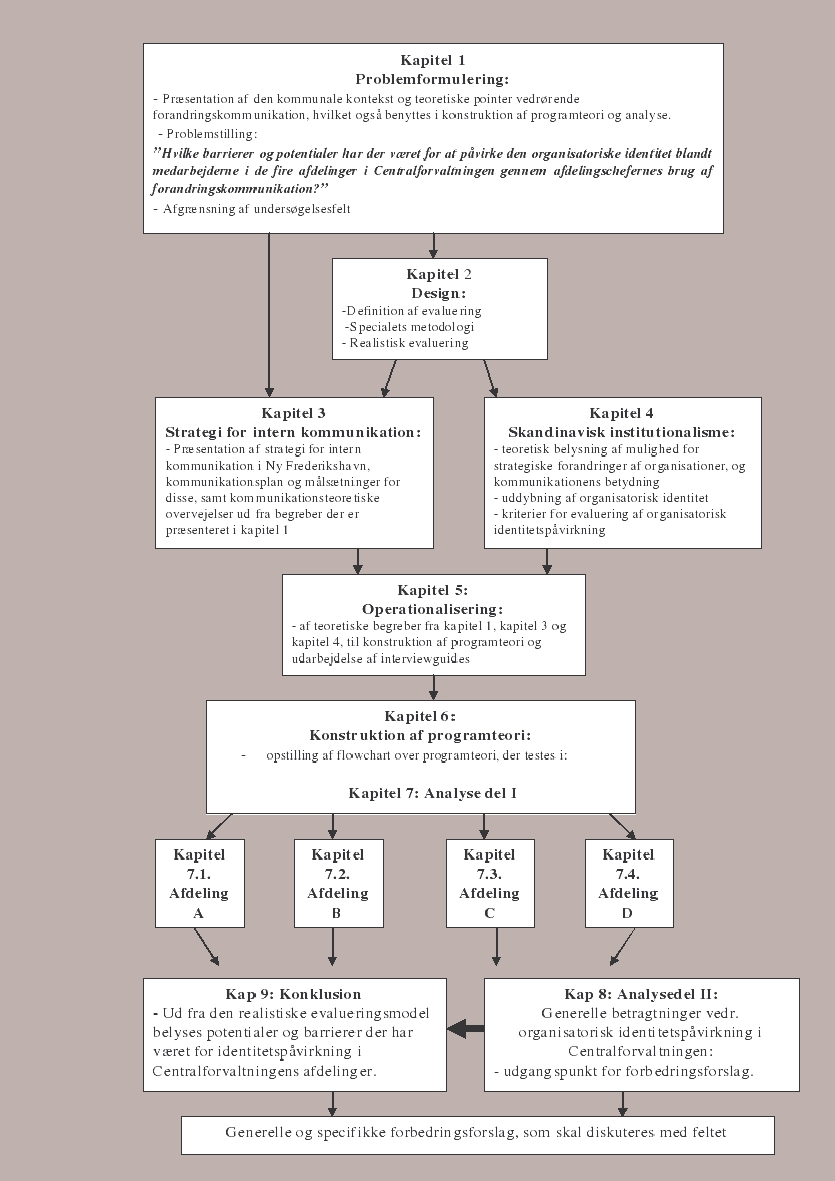 Kapitel 1
Problemformulering:
- Præsentation af den kommunale kontekst og teoretiske pointer vedrørende
forandringskommunikation, hvilket også benyttes i konstruktion af programteori og analyse.
- Problemstilling:
”Hvilke barrierer og potentialer har der været for at påvirke den organisatoriske identitet blandt
medarbejderne i de fire afdelinger i Centralforvaltningen gennem afdelingschefernes brug af
forandringskommunikation?”
- Afgrænsning af undersøgelsesfelt
Kapitel 2
Design:
-Definition af evaluering
-Specialets metodologi
- Realistisk evaluering
Kapitel 3
Strategi for intern kommunikation:
- Præsentation af strategi for intern
kommunikation i Ny Frederikshavn,
kommunikationsplan og målsætninger for
disse, samt kommunikationsteoretiske
overvejelser ud fra begreber der er
præsenteret i kapitel 1
Kapitel 4
Skandinavisk institutionalisme:
- teoretisk belysning af mulighed for
strategiske forandringer af organisationer, og
kommunikationens betydning
- uddybning af organisatorisk identitet
- kriterier for evaluering af organisatorisk
identitetspåvirkning
Kapitel 5:
Operationalisering:
- af teoretiske begreber fra kapitel 1, kapitel 3 og
kapitel 4, til konstruktion af programteori og
udarbejdelse af interviewguides
Kapitel 6:
Konstruktion af programteori:
- opstilling af flowchart over programteori, der testes i:
Kapitel 7: Analyse del I
Kapitel
7.1.
Afdeling
A
Kapitel
7.2.
Afdeling
B
Kapitel
7.3.
Afdeling
C
Kapitel
7.4.
Afdeling
D
Kap 9: Konklusion
- Ud fra den realistiske evalueringsmodel
belyses potentialer og barrierer der har
været for identitetspåvirkning i
Centralforvaltningens afdelinger.
Kap 8: Analysedel II:
Generelle betragtninger vedr.
organisatorisk identitetspåvirkning i
Centralforvaltningen:
- udgangspunkt for forbedringsforslag.
Generelle og specifikke forbedringsforslag, som skal diskuteres med feltet